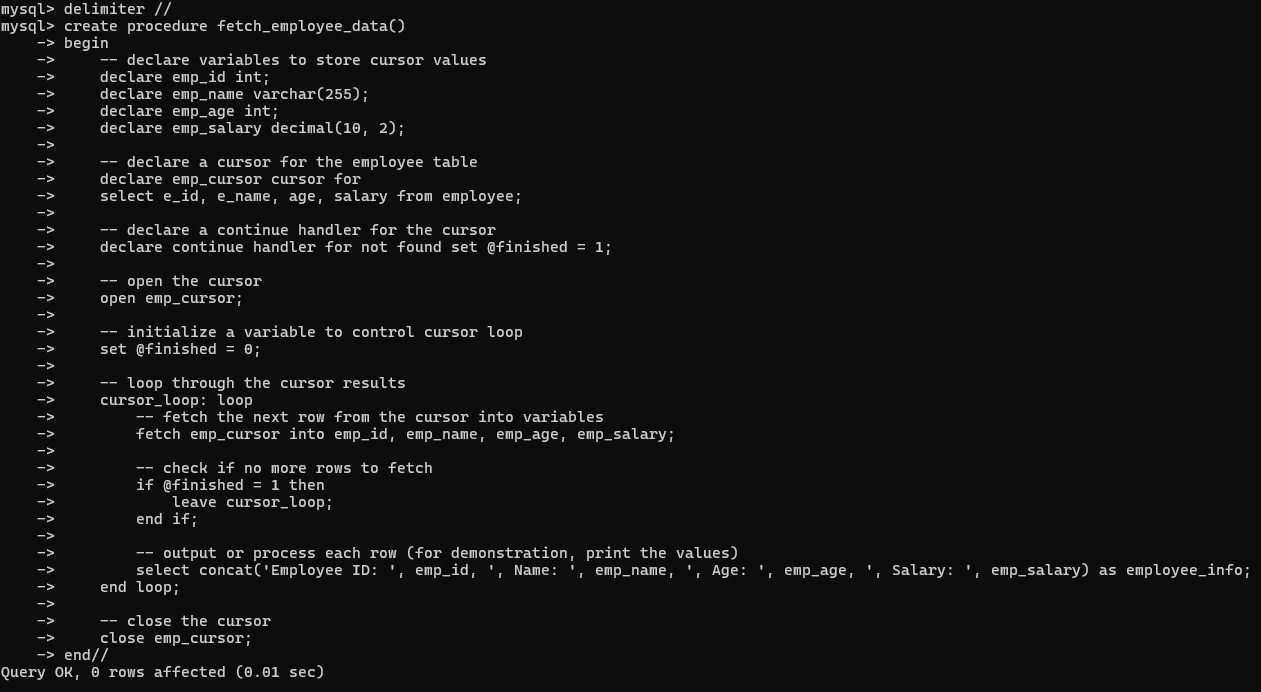 mysql> delimiter //
mysql> create procedure fetch_employee_data()
    -> begin
    ->     -- declare variables to store cursor values
    ->     declare emp_id int;
    ->     declare emp_name varchar(255);
    ->     declare emp_age int;
    ->     declare emp_salary decimal(10, 2);
    ->
    ->     -- declare a cursor for the employee table
    ->     declare emp_cursor cursor for
    ->     select e_id, e_name, age, salary from employee;
    ->
    ->     -- declare a continue handler for the cursor
    ->     declare continue handler for not found set @finished = 1;
    ->
    ->     -- open the cursor
    ->     open emp_cursor;
    ->
    ->     -- initialize a variable to control cursor loop
    ->     set @finished = 0;
    ->
    ->     -- loop through the cursor results
    ->     cursor_loop: loop
    ->         -- fetch the next row from the cursor into variables
    ->         fetch emp_cursor into emp_id, emp_name, emp_age, emp_salary;
    ->
    ->         -- check if no more rows to fetch
    ->         if @finished = 1 then
    ->             leave cursor_loop;
    ->         end if;
    ->
    ->         -- output or process each row (for demonstration, print the values)
    ->         select concat('Employee ID: ', emp_id, ', Name: ', emp_name, ', Age: ', emp_age, ', Salary: ', emp_salary) as employee_info;
    ->     end loop;
    ->
    ->     -- close the cursor
    ->     close emp_cursor;
    -> end//
Query OK, 0 rows affected (0.01 sec)